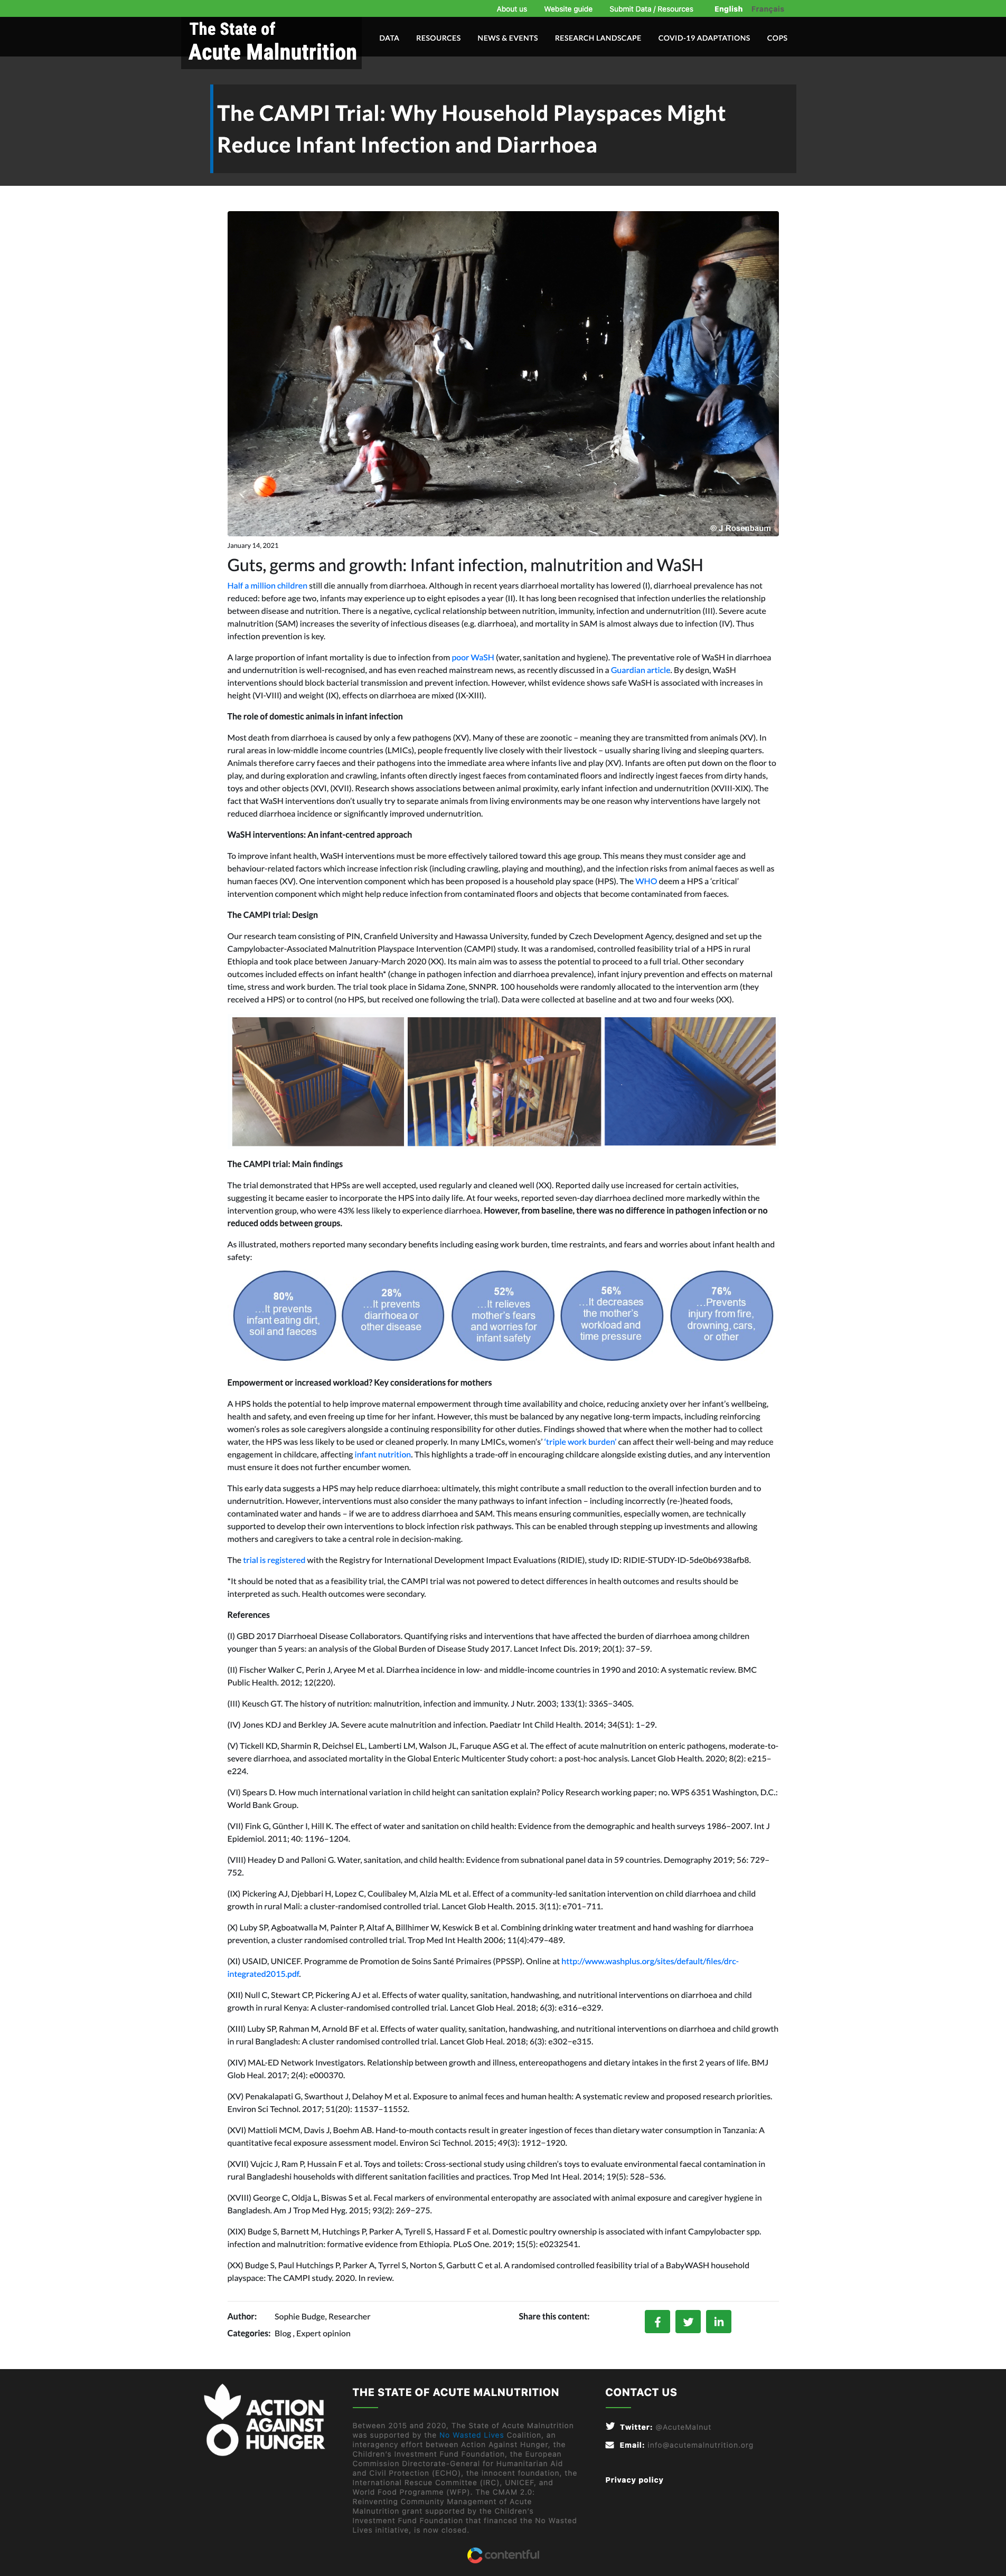 About us Website guide Submit Data / Resources English Français
The State of
Acute Malnutrition
DATA RESOURCES NEWS & EVENTS RESEARCH LANDSCAPE COVID-19 ADAPTATIONS COPS
The CAMPI Trial: Why Household Playspaces Might
Reduce Infant Infection and Diarrhoea
© J Rosenbaum
January 14, 2021
Guts, germs and growth: Infant infection, malnutrition and WaSH
Half a million children still die annually from diarrhoea. Although in recent years diarrhoeal mortality has lowered (I), diarrhoeal prevalence has not
reduced: before age two, infants may experience up to eight episodes a year (II). It has long been recognised that infection underlies the relationship
between disease and nutrition. There is a negative, cyclical relationship between nutrition, immunity, infection and undernutrition (III). Severe acute
malnutrition (SAM) increases the severity of infectious diseases (e.g. diarrhoea), and mortality in SAM is almost always due to infection (IV). Thus
infection prevention is key.
A large proportion of infant mortality is due to infection from poor WaSH (water, sanitation and hygiene). The preventative role of WaSH in diarrhoea
and undernutrition is well-recognised, and has even reached mainstream news, as recently discussed in a Guardian article. By design, WaSH
interventions should block bacterial transmission and prevent infection. However, whilst evidence shows safe WaSH is associated with increases in
height (VI-VIII) and weight (IX), effects on diarrhoea are mixed (IX-XIII).
The role of domestic animals in infant infection
Most death from diarrhoea is caused by only a few pathogens (XV). Many of these are zoonotic – meaning they are transmitted from animals (XV). In
rural areas in low-middle income countries (LMICs), people frequently live closely with their livestock – usually sharing living and sleeping quarters.
Animals therefore carry faeces and their pathogens into the immediate area where infants live and play (XV). Infants are often put down on the floor to
play, and during exploration and crawling, infants often directly ingest faeces from contaminated floors and indirectly ingest faeces from dirty hands,
toys and other objects (XVI, (XVII). Research shows associations between animal proximity, early infant infection and undernutrition (XVIII-XIX). The
fact that WaSH interventions don't usually try to separate animals from living environments may be one reason why interventions have largely not
reduced diarrhoea incidence or significantly improved undernutrition.
WaSH interventions: An infant-centred approach
To improve infant health, WaSH interventions must be more effectively tailored toward this age group. This means they must consider age and
behaviour-related factors which increase infection risk (including crawling, playing and mouthing), and the infection risks from animal faeces as well as
human faeces (XV). One intervention component which has been proposed is a household play space (HPS). The WHO deem a HPS a 'critical'
intervention component which might help reduce infection from contaminated floors and objects that become contaminated from faeces.
The CAMPI trial: Design
Our research team consisting of PIN, Cranfield University and Hawassa University, funded by Czech Development Agency, designed and set up the
Campylobacter-Associated Malnutrition Playspace Intervention (CAMPI) study. It was a randomised, controlled feasibility trial of a HPS in rural
Ethiopia and took place between January-March 2020 (XX). Its main aim was to assess the potential to proceed to a full trial. Other secondary
outcomes included effects on infant health* (change in pathogen infection and diarrhoea prevalence), infant injury prevention and effects on maternal
time, stress and work burden. The trial took place in Sidama Zone, SNNPR. 100 households were randomly allocated to the intervention arm (they
received a HPS) or to control (no HPS, but received one following the trial). Data were collected at baseline and at two and four weeks (XX).
The CAMPI trial: Main findings
The trial demonstrated that HPSs are well accepted, used regularly and cleaned well (XX). Reported daily use increased for certain activities,
suggesting it became easier to incorporate the HPS into daily life. At four weeks, reported seven-day diarrhoea declined more markedly within the
intervention group, who were 43% less likely to experience diarrhoea. However, from baseline, there was no difference in pathogen infection or no
reduced odds between groups.
As illustrated, mothers reported many secondary benefits including easing work burden, time restraints, and fears and worries about infant health and
safety:
80%
…It prevents
infant eating dirt,
soil and faeces
28%
…It prevents
diarrhoea or
other disease
52%
…It relieves
mother's fears
and worries for
infant safety
56%
…It decreases
the mother's
workload and
time pressure
76%
…Prevents
injury from fire,
drowning, cars,
or other
Empowerment or increased workload? Key considerations for mothers
A HPS holds the potential to help improve maternal empowerment through time availability and choice, reducing anxiety over her infant's wellbeing,
health and safety, and even freeing up time for her infant. However, this must be balanced by any negative long-term impacts, including reinforcing
women's roles as sole caregivers alongside a continuing responsibility for other duties. Findings showed that where when the mother had to collect
water, the HPS was less likely to be used or cleaned properly. In many LMICs, women's' 'triple work burden' can affect their well-being and may reduce
engagement in childcare, affecting infant nutrition. This highlights a trade-off in encouraging childcare alongside existing duties, and any intervention
must ensure it does not further encumber women.
This early data suggests a HPS may help reduce diarrhoea: ultimately, this might contribute a small reduction to the overall infection burden and to
undernutrition. However, interventions must also consider the many pathways to infant infection – including incorrectly (re-)heated foods,
contaminated water and hands – if we are to address diarrhoea and SAM. This means ensuring communities, especially women, are technically
supported to develop their own interventions to block infection risk pathways. This can be enabled through stepping up investments and allowing
mothers and caregivers to take a central role in decision-making.
The trial is registered with the Registry for International Development Impact Evaluations (RIDIE), study ID: RIDIE-STUDY-ID-5de0b6938afb8.
*It should be noted that as a feasibility trial, the CAMPI trial was not powered to detect differences in health outcomes and results should be
interpreted as such. Health outcomes were secondary.
References
(I) GBD 2017 Diarrhoeal Disease Collaborators. Quantifying risks and interventions that have affected the burden of diarrhoea among children
younger than 5 years: an analysis of the Global Burden of Disease Study 2017. Lancet Infect Dis. 2019; 20(1): 37–59.
(II) Fischer Walker C, Perin J, Aryee M et al. Diarrhea incidence in low- and middle-income countries in 1990 and 2010: A systematic review. BMC
Public Health. 2012; 12(220).
(III) Keusch GT. The history of nutrition: malnutrition, infection and immunity. J Nutr. 2003; 133(1): 336S–340S.
(IV) Jones KDJ and Berkley JA. Severe acute malnutrition and infection. Paediatr Int Child Health. 2014; 34(S1): 1–29.
(V) Tickell KD, Sharmin R, Deichsel EL, Lamberti LM, Walson JL, Faruque ASG et al. The effect of acute malnutrition on enteric pathogens, moderate-to-
severe diarrhoea, and associated mortality in the Global Enteric Multicenter Study cohort: a post-hoc analysis. Lancet Glob Health. 2020; 8(2): e215–
e224.
(VI) Spears D. How much international variation in child height can sanitation explain? Policy Research working paper; no. WPS 6351 Washington, D.C.:
World Bank Group.
(VII) Fink G, Günther I, Hill K. The effect of water and sanitation on child health: Evidence from the demographic and health surveys 1986–2007. Int J
Epidemiol. 2011; 40: 1196–1204.
(VIII) Headey D and Palloni G. Water, sanitation, and child health: Evidence from subnational panel data in 59 countries. Demography 2019; 56: 729–
752.
(IX) Pickering AJ, Djebbari H, Lopez C, Coulibaley M, Alzia ML et al. Effect of a community-led sanitation intervention on child diarrhoea and child
growth in rural Mali: a cluster-randomised controlled trial. Lancet Glob Health. 2015. 3(11): e701–711.
(X) Luby SP, Agboatwalla M, Painter P, Altaf A, Billhimer W, Keswick B et al. Combining drinking water treatment and hand washing for diarrhoea
prevention, a cluster randomised controlled trial. Trop Med Int Health 2006; 11(4):479–489.
(XI) USAID, UNICEF. Programme de Promotion de Soins Santé Primaires (PPSSP). Online at http://www.washplus.org/sites/default/files/drc-
integrated2015.pdf.
(XII) Null C, Stewart CP, Pickering AJ et al. Effects of water quality, sanitation, handwashing, and nutritional interventions on diarrhoea and child
growth in rural Kenya: A cluster-randomised controlled trial. Lancet Glob Heal. 2018; 6(3): e316–e329.
(XIII) Luby SP, Rahman M, Arnold BF et al. Effects of water quality, sanitation, handwashing, and nutritional interventions on diarrhoea and child growth
in rural Bangladesh: A cluster randomised controlled trial. Lancet Glob Heal. 2018; 6(3): e302–e315.
(XIV) MAL-ED Network Investigators. Relationship between growth and illness, enteropathogens and dietary intakes in the first 2 years of life. BMJ
Glob Heal. 2017; 2(4): e000370.
(XV) Penakalapati G, Swarthout J, Delahoy M et al. Exposure to animal feces and human health: A systematic review and proposed research priorities.
Environ Sci Technol. 2017; 51(20): 11537–11552.
(XVI) Mattioli MCM, Davis J, Boehm AB. Hand-to-mouth contacts result in greater ingestion of feces than dietary water consumption in Tanzania: A
quantitative fecal exposure assessment model. Environ Sci Technol. 2015; 49(3): 1912–1920.
(XVII) Vujcic J, Ram P, Hussain F et al. Toys and toilets: Cross-sectional study using children's toys to evaluate environmental faecal contamination in
rural Bangladeshi households with different sanitation facilities and practices. Trop Med Int Heal. 2014; 19(5): 528–536.
(XVIII) George C, Oldja L, Biswas S et al. Fecal markers of environmental enteropathy are associated with animal exposure and caregiver hygiene in
Bangladesh. Am J Trop Med Hyg. 2015; 93(2): 269–275.
(XIX) Budge S, Barnett M, Hutchings P, Parker A, Tyrell S, Hassard F et al. Domestic poultry ownership is associated with infant Campylobacter spp.
infection and malnutrition: formative evidence from Ethiopia. PLoS One. 2019; 15(5): e0232541.
(XX) Budge S, Paul Hutchings P, Parker A, Tyrrel S, Norton S, Garbutt C et al. A randomised controlled feasibility trial of a BabyWASH household
playspace: The CAMPI study. 2020. In review.
Author: Sophie Budge, Researcher
Categories: Blog , Expert opinion
Share this content:
ACTION
AGAINST
HUNGER
THE STATE OF ACUTE MALNUTRITION
Between 2015 and 2020, The State of Acute Malnutrition
was supported by the No Wasted Lives Coalition, an
interagency effort between Action Against Hunger, the
Children's Investment Fund Foundation, the European
Commission Directorate-General for Humanitarian Aid
and Civil Protection (ECHO), the innocent foundation, the
International Rescue Committee (IRC), UNICEF, and
World Food Programme (WFP). The CMAM 2.0:
Reinventing Community Management of Acute
Malnutrition grant supported by the Children's
Investment Fund Foundation that financed the No Wasted
Lives initiative, is now closed.
CONTACT US
Twitter: @AcuteMalnut
Email: info@acutemalnutrition.org
Privacy policy
contentful